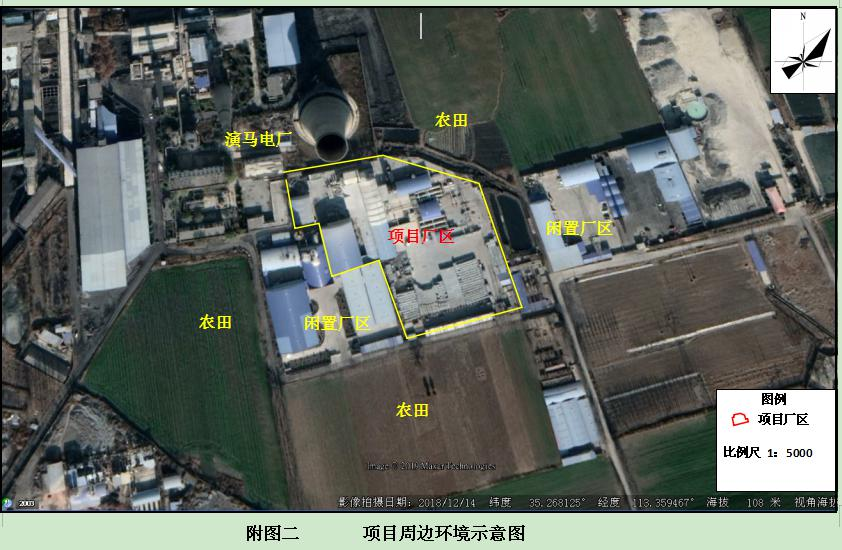 N
农田
演马电厂
项目厂区
闲置厂区
农田
闲置厂区
农田
图例
项目厂区
比例尺 1：5000
Image © 2019 Maxar Technologies
2003
影像拍摄日期：2018/12/14 纬度 35.268125° 经度 113.359467° 海拔 108 米 视角海拔
附图二 项目周边环境示意图